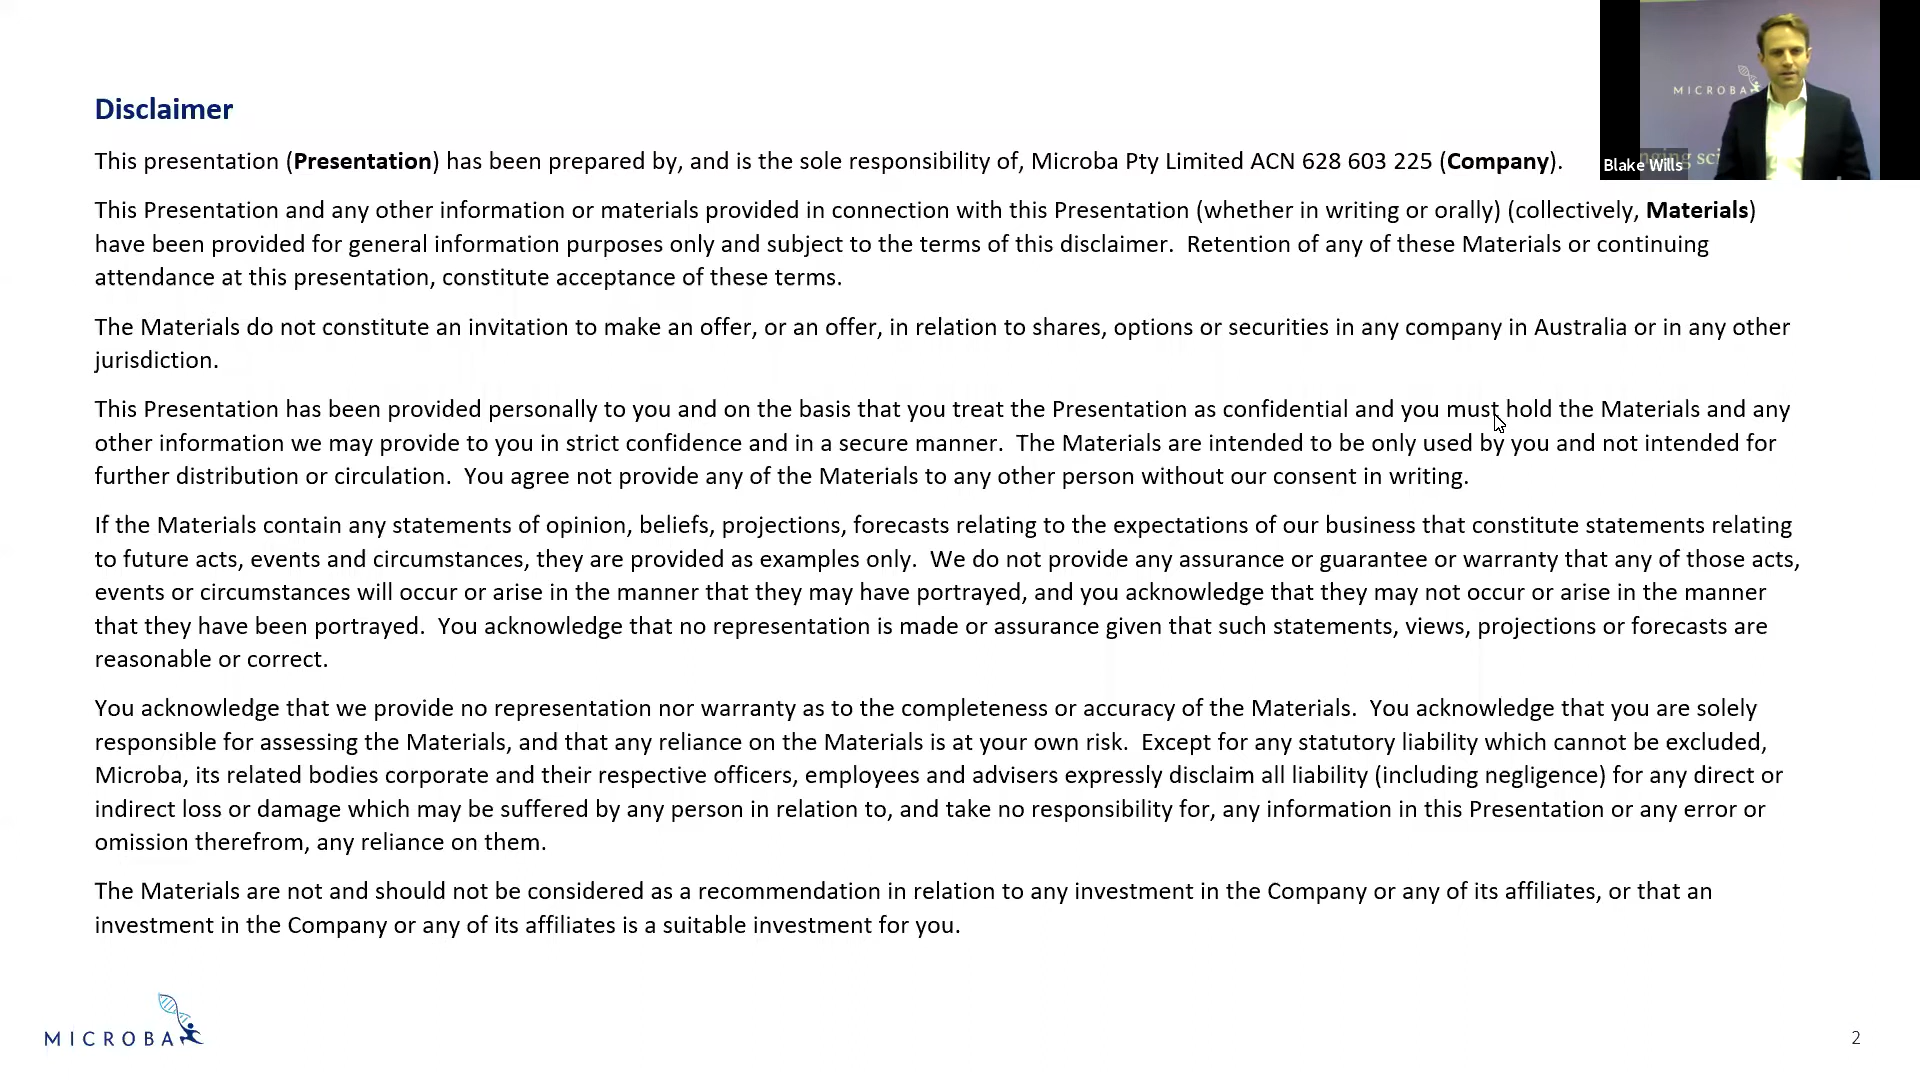 Disclaimer
This presentation (Presentation) has been prepared by, and is the sole responsibility of, Microba Pty Limited ACN 628 603 225 (Company).
This Presentation and any other information or materials provided in connection with this Presentation (whether in writing or orally) (collectively, Materials)
have been provided for general information purposes only and subject to the terms of this disclaimer.  Retention of any of these Materials or continuing
attendance at this presentation, constitute acceptance of these terms.
The Materials do not constitute an invitation to make an offer, or an offer, in relation to shares, options or securities in any company in Australia or in any other
jurisdiction.
This Presentation has been provided personally to you and on the basis that you treat the Presentation as confidential and you must hold the Materials and any
other information we may provide to you in strict confidence and in a secure manner.  The Materials are intended to be only used by you and not intended for
further distribution or circulation.  You agree not provide any of the Materials to any other person without our consent in writing.
If the Materials contain any statements of opinion, beliefs, projections, forecasts relating to the expectations of our business that constitute statements relating
to future acts, events and circumstances, they are provided as examples only.  We do not provide any assurance or guarantee or warranty that any of those acts,
events or circumstances will occur or arise in the manner that they may have portrayed, and you acknowledge that they may not occur or arise in the manner
that they have been portrayed.  You acknowledge that no representation is made or assurance given that such statements, views, projections or forecasts are
reasonable or correct.
You acknowledge that we provide no representation nor warranty as to the completeness or accuracy of the Materials.  You acknowledge that you are solely
responsible for assessing the Materials, and that any reliance on the Materials is at your own risk.  Except for any statutory liability which cannot be excluded,
Microba, its related bodies corporate and their respective officers, employees and advisers expressly disclaim all liability (including negligence) for any direct or
indirect loss or damage which may be suffered by any person in relation to, and take no responsibility for, any information in this Presentation or any error or
omission therefrom, any reliance on them.
The Materials are not and should not be considered as a recommendation in relation to any investment in the Company or any of its affiliates, or that an
investment in the Company or any of its affiliates is a suitable investment for you.
MICROBA
2
MICROBA
Blake Wills